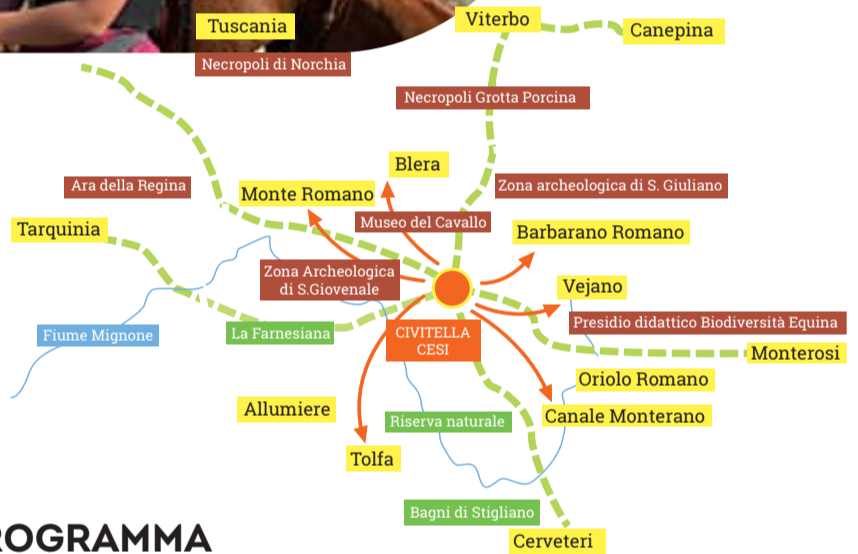 Tuscania
Viterbo
Canepina
Necropoli di Norchia
Necropoli Grotta Porcina
Blera
Ara della Regina
Monte Romano
Zona archeologica di S. Giuliano
Museo del Cavallo
Tarquinia
Barbarano Romano
Zona Archeologica
di S.Giovenale
Vejano
Fiume Mignone
La Farnesiana
CIVITELLA
CESI
Presidio didattico Biodiversità Equina
Monterosi
Oriolo Romano
Allumiere
Riserva naturale
Canale Monterano
Tolfa
Bagni di Stigliano
Cerveteri
ROGRAMMA